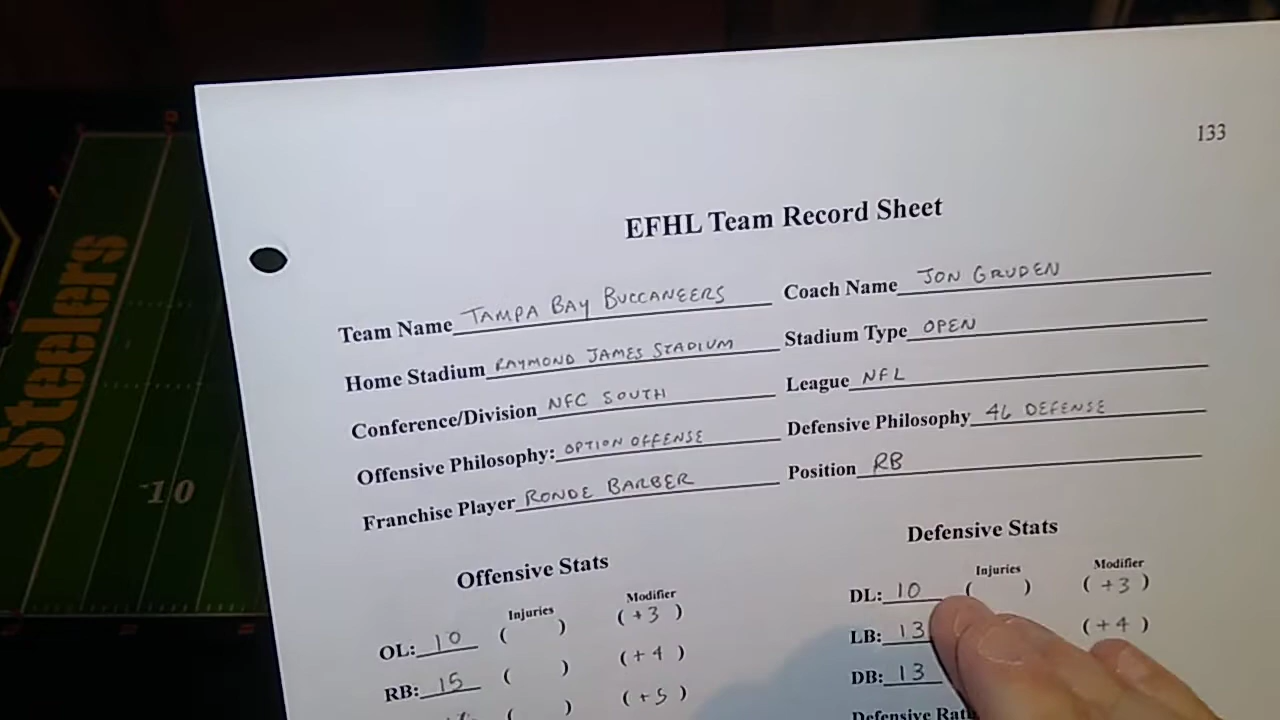 133
EFHL Team Record Sheet
Team Name TAMPA BAY BUCCANEERS Coach Name JON GRUDEN
Home Stadium RAYMOND JAMES STADIUM Stadium Type OPEN
Conference/Division NFC SOUTH League NFL
Offensive Philosophy: OPTION OFFENSE Defensive Philosophy 46 DEFENSE
Franchise Player RONDE BARBER Position RB
Offensive Stats
Injuries Modifier
OL: 10 ( ) (+3)
RB: 15 ( ) (+4)
( ) (+5)
Defensive Stats
Injuries Modifier
DL: 10 ( ) (+3)
LB: 13 (+4)
DB: 13
Defensive
Steelers
10